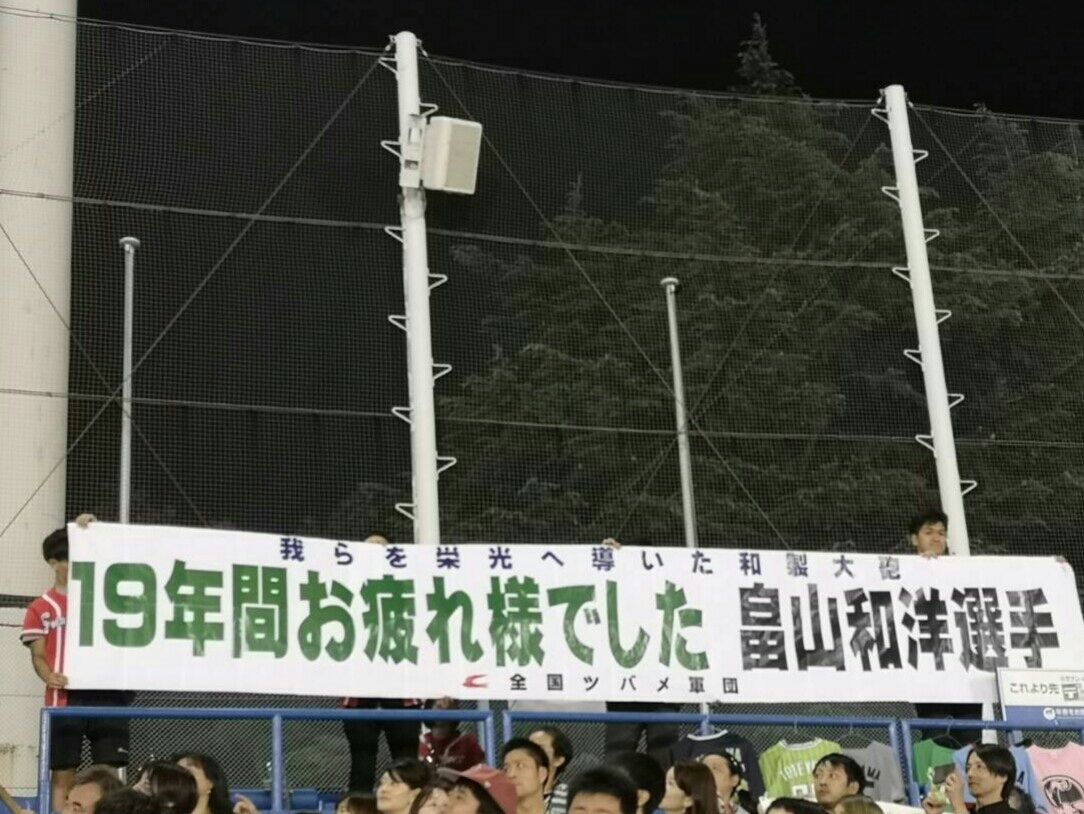 我らを栄光へ導いた和製大砲
19年間お疲れ様でした 畠山和洋選手
全国ツバメ軍団
これより先